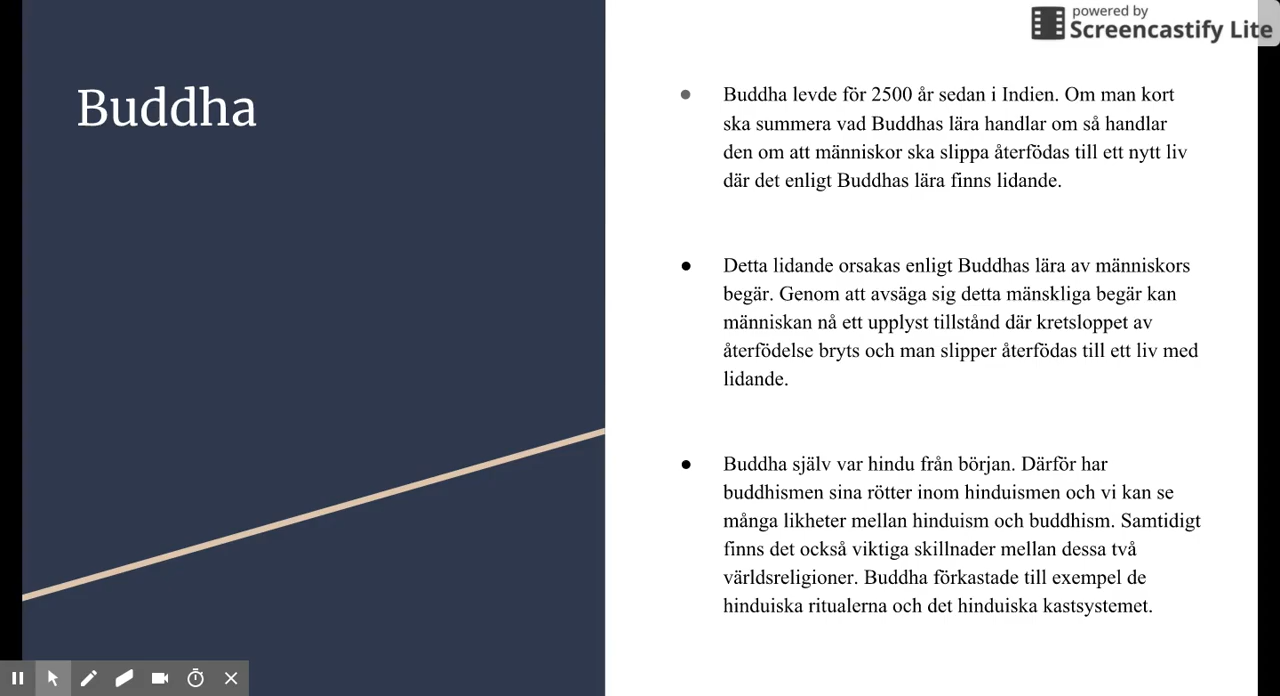 powered by
Screencastify Lite
Buddha
Buddha levde för 2500 år sedan i Indien. Om man kort
ska summera vad Buddhas lära handlar om så handlar
den om att människor ska slippa återfödas till ett nytt liv
där det enligt Buddhas lära finns lidande.
Detta lidande orsakas enligt Buddhas lära av människors
begär. Genom att avsäga sig detta mänskliga begär kan
människan nå ett upplyst tillstånd där kretsloppet av
återfödelse bryts och man slipper återfödas till ett liv med
lidande.
Buddha själv var hindu från början. Därför har
buddhismen sina rötter inom hinduismen och vi kan se
många likheter mellan hinduism och buddhism. Samtidigt
finns det också viktiga skillnader mellan dessa två
världsreligioner. Buddha förkastade till exempel de
hinduiska ritualerna och det hinduiska kastsystemet.